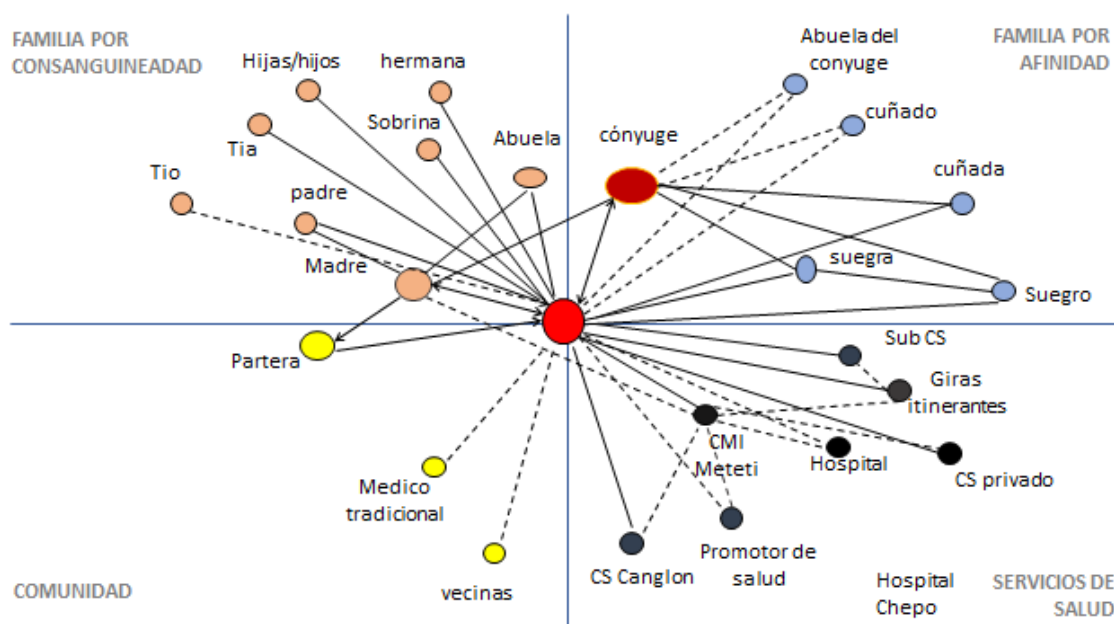 FAMILIA POR
CONSANGUINEADAD
Hijas/hijos
hermana
Sobrina
Abuela
Tia
Tio
padre
Madre
Abuela del
conyuge
FAMILIA POR
AFINIDAD
cuñado
cónyuge
cuñada
suegra
Suegro
Partera
Medico
tradicional
vecinas
COMUNIDAD
Sub CS
Giras
itinerantes
CMI
Meteti
Hospital
CS privado
CS Canglon
Promotor de
salud
Hospital
Chepo
SERVICIOS DE
SALUD